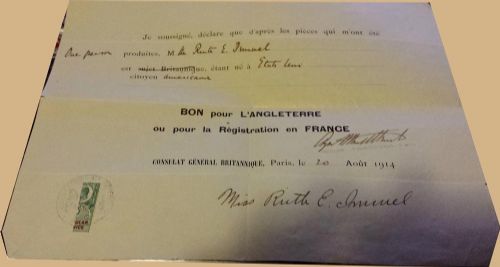 Je soussigné, déclare que d'après les pièces qui m'ont été
produites, M lle Ruth E. Immel
est sujet Britannique, étant né à Etats Unis
citoyen américaine
BON pour L'ANGLETERRE
ou pour la Régistration en FRANCE
CONSULAT GÉNÉRAL BRITANNIQUE, Paris, le 20 Août 1914
Miss Ruth E. Immel